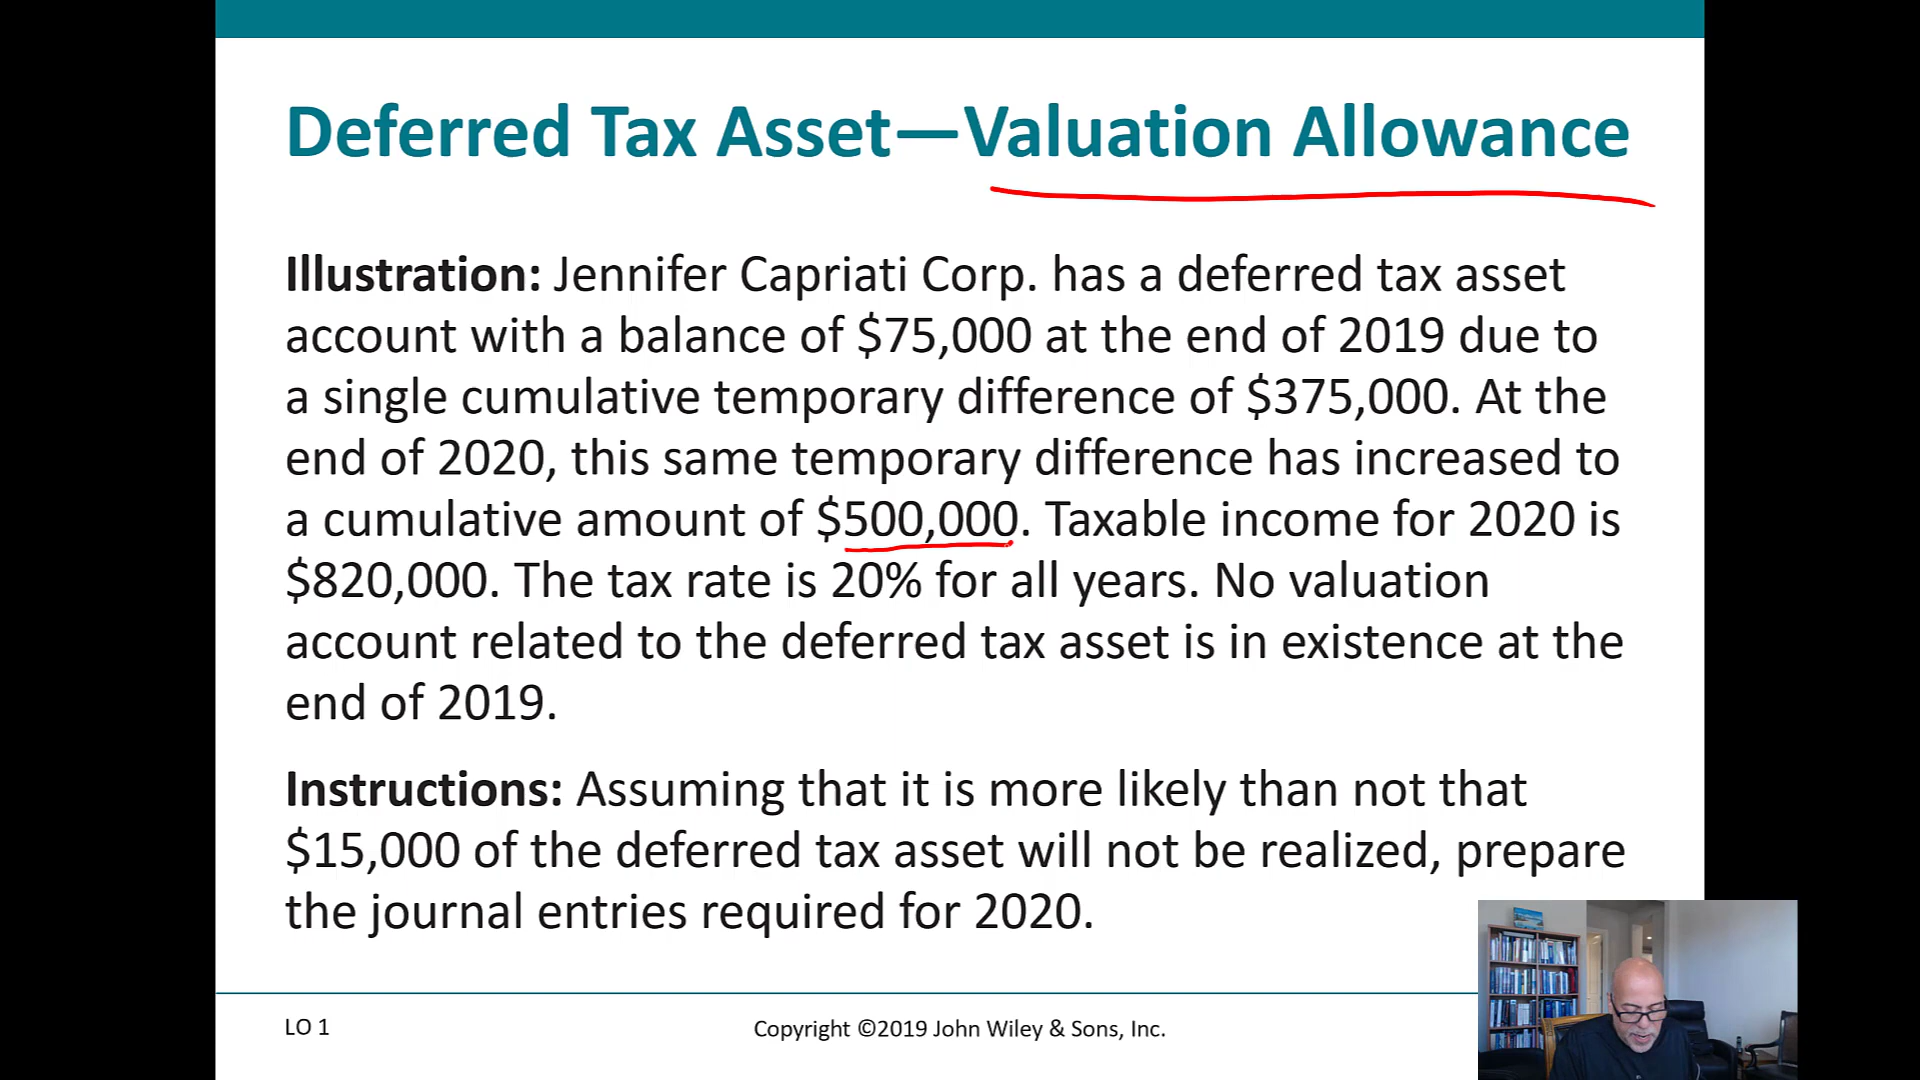 Deferred Tax Asset—Valuation Allowance
Illustration: Jennifer Capriati Corp. has a deferred tax asset
account with a balance of $75,000 at the end of 2019 due to
a single cumulative temporary difference of $375,000. At the
end of 2020, this same temporary difference has increased to
a cumulative amount of $500,000. Taxable income for 2020 is
$820,000. The tax rate is 20% for all years. No valuation
account related to the deferred tax asset is in existence at the
end of 2019.
Instructions: Assuming that it is more likely than not that
$15,000 of the deferred tax asset will not be realized, prepare
the journal entries required for 2020.
LO 1
Copyright ©2019 John Wiley & Sons, Inc.